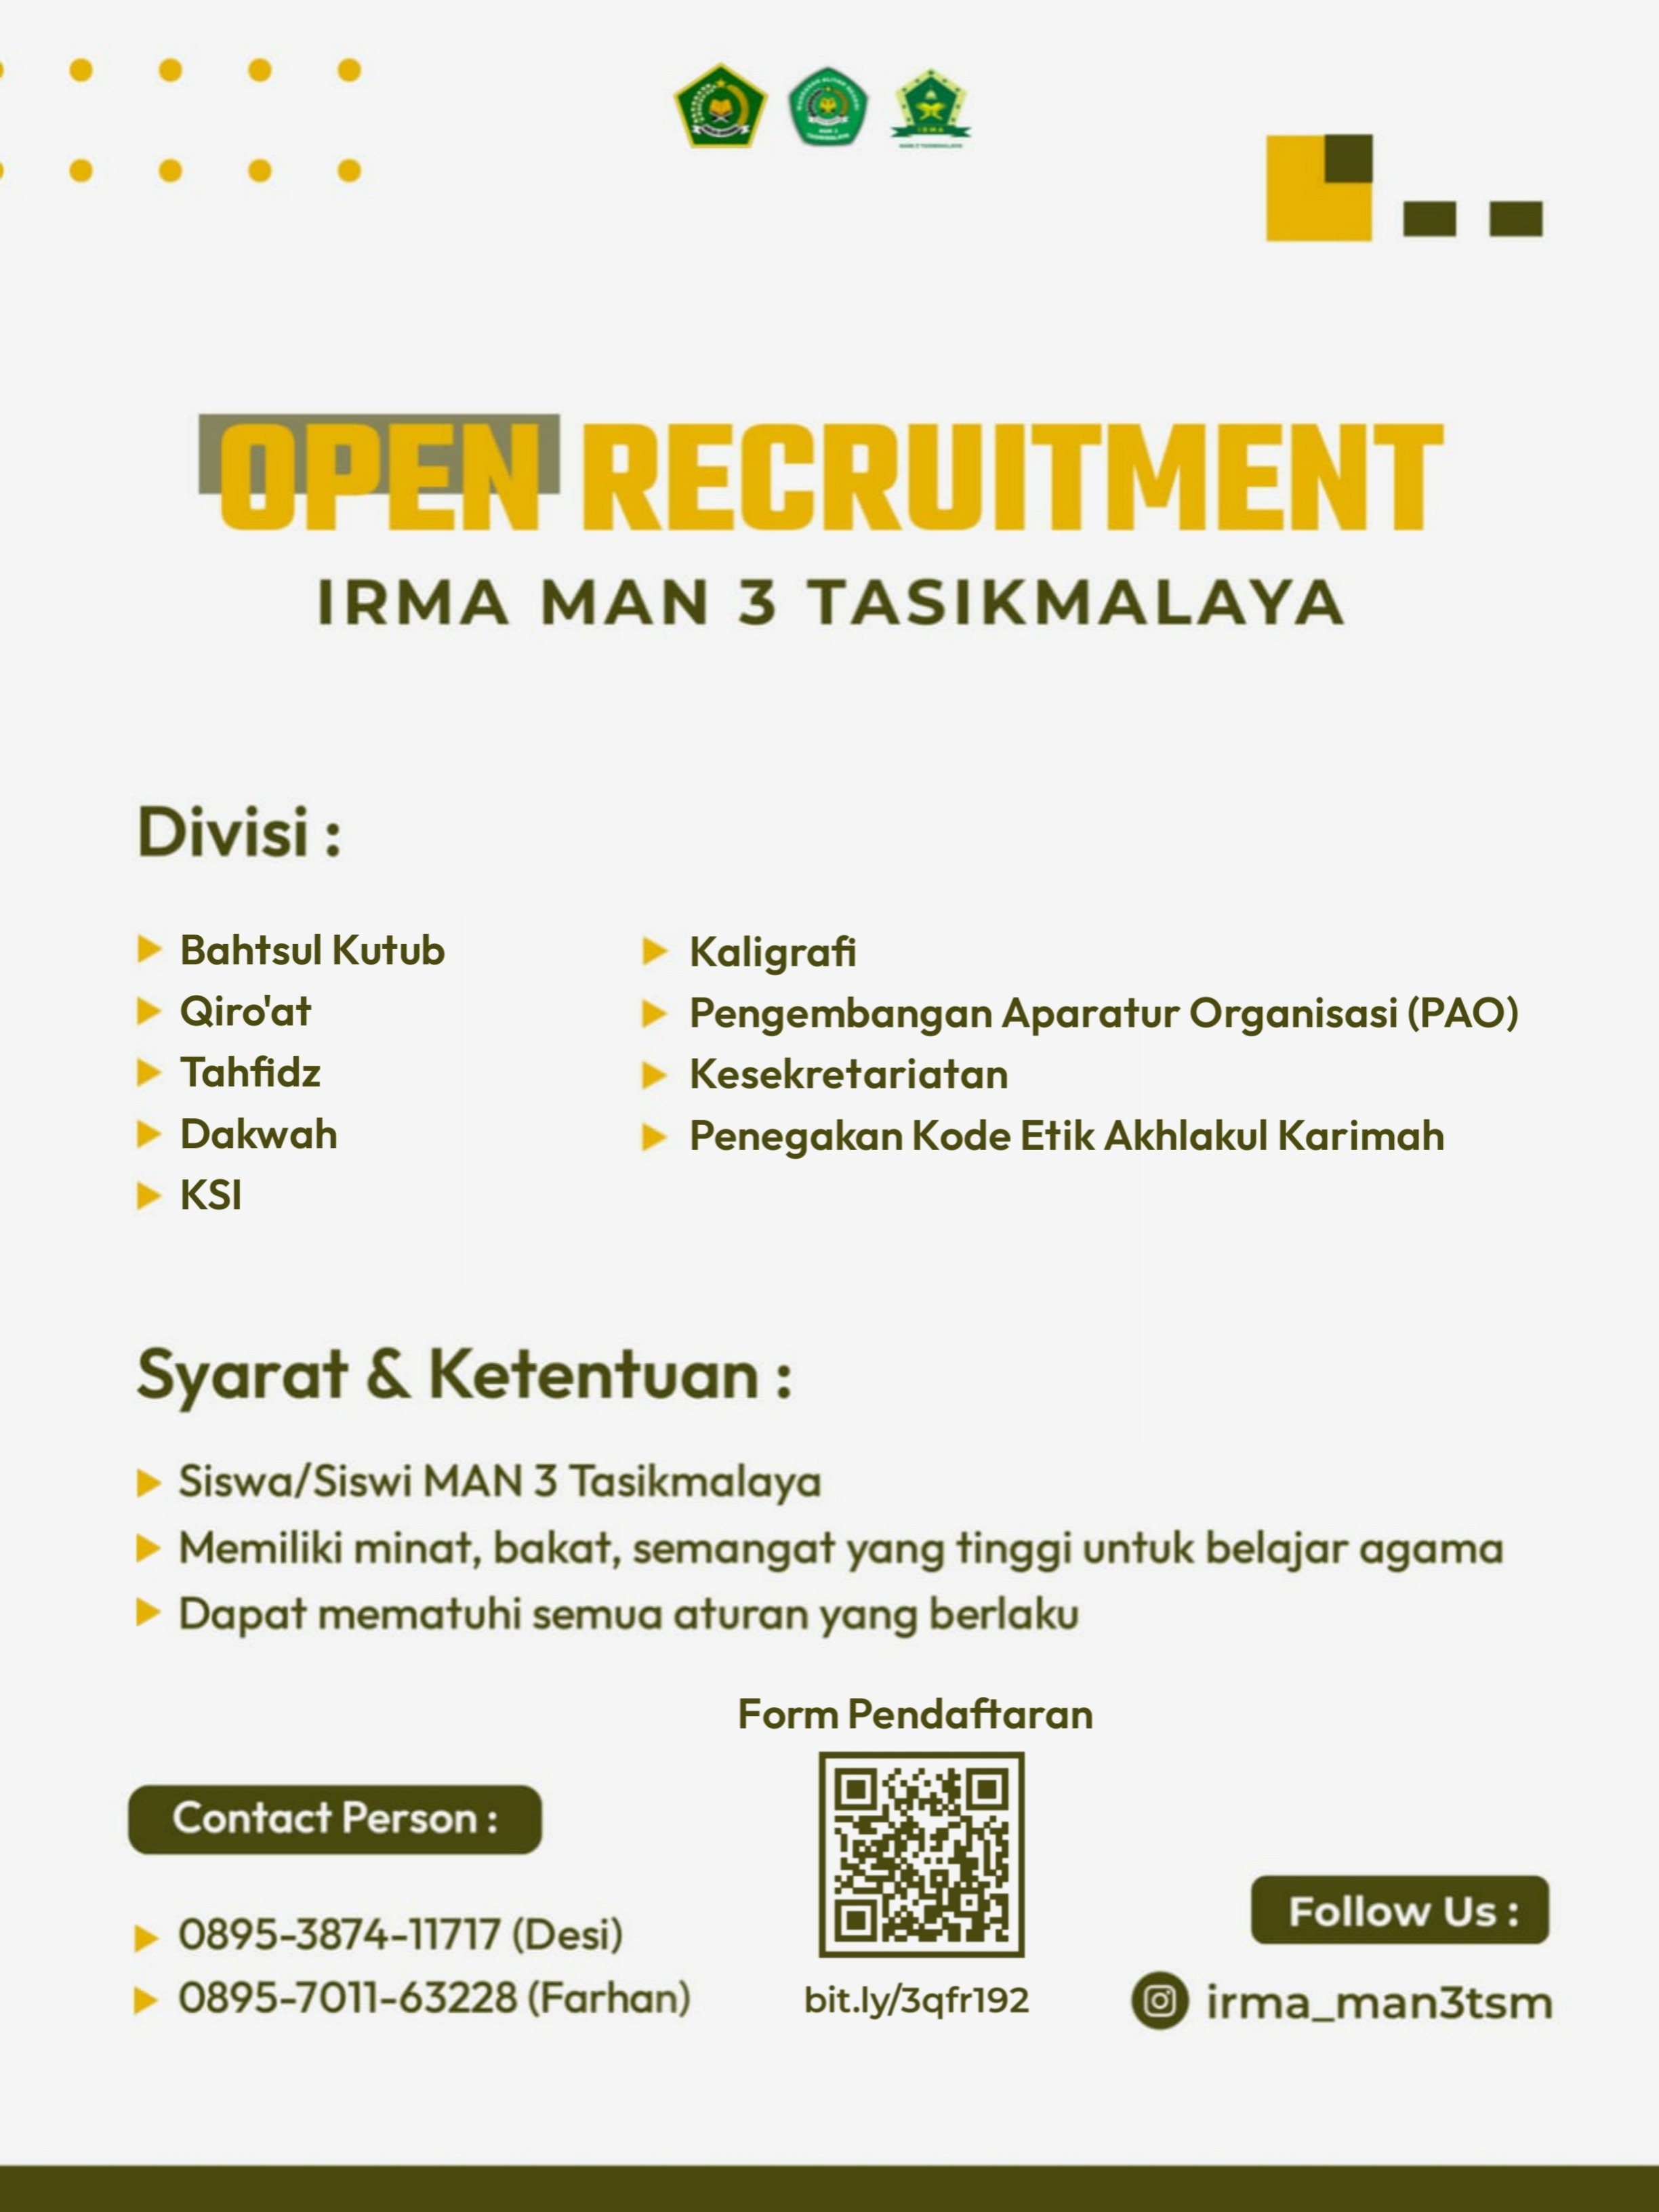 OPEN RECRUITMENT
IRMA MAN 3 TASIKMALAYA
Divisi :
Bahtsul Kutub
Qiro'at
Tahfidz
Dakwah
KSI
Kaligrafi
Pengembangan Aparatur Organisasi (PAO)
Kesekretariatan
Penegakan Kode Etik Akhlakul Karimah
Syarat & Ketentuan :
Siswa/Siswi MAN 3 Tasikmalaya
Memiliki minat, bakat, semangat yang tinggi untuk belajar agama
Dapat mematuhi semua aturan yang berlaku
Form Pendaftaran
bit.ly/3qfr192
Contact Person :
0895-3874-11717 (Desi)
0895-7011-63228 (Farhan)
Follow Us :
irma_man3tsm